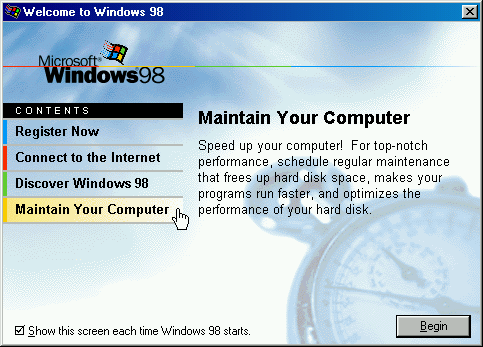 Welcome to Windows 98
Microsoft
Windows98
CONTENTS
Register Now
Connect to the Internet
Discover Windows 98
Maintain Your Computer
Maintain Your Computer
Speed up your computer!  For top-notch
performance, schedule regular maintenance
that frees up hard disk space, makes your
programs run faster, and optimizes the
performance of your hard disk.
Show this screen each time Windows 98 starts.
Begin